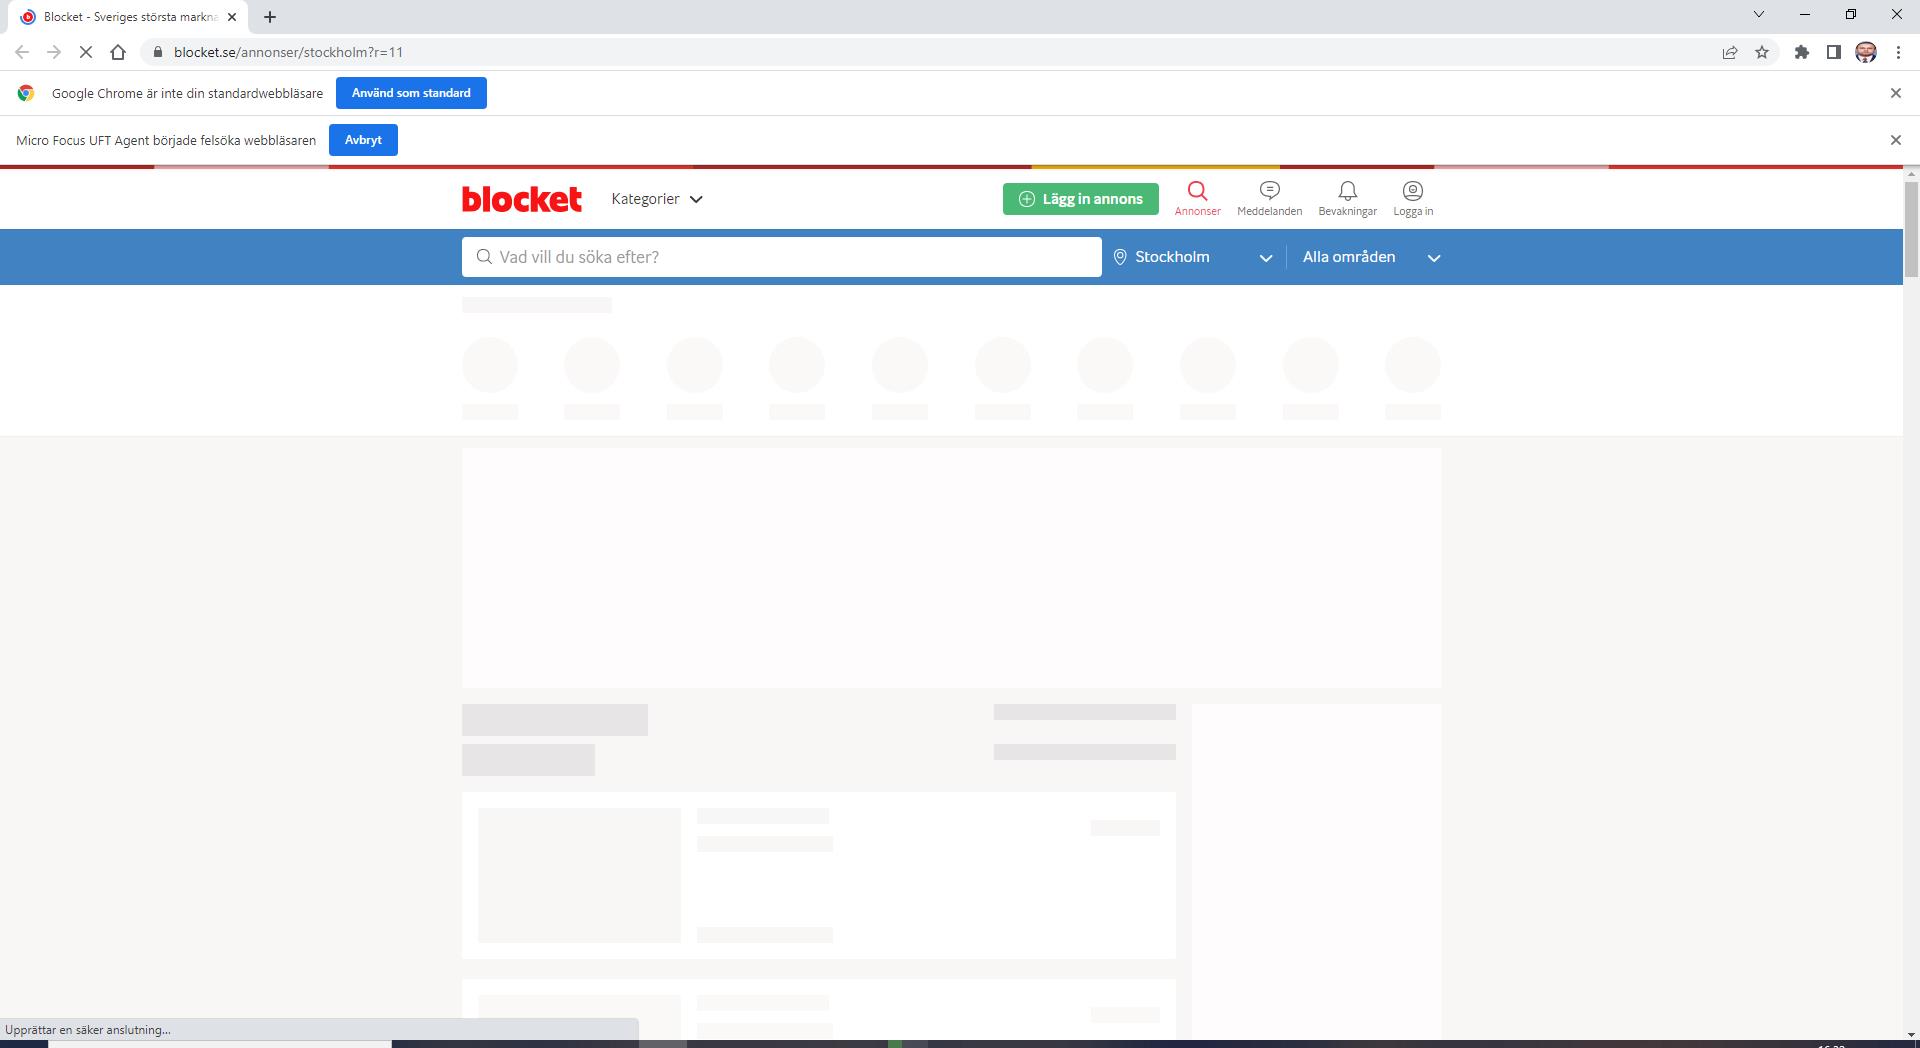 Blocket - Sveriges största markna
blocket.se/annonser/stockholm?r=11
Google Chrome är inte din standardwebbläsare
Använd som standard
Micro Focus UFT Agent började felsöka webbläsaren
Avbryt
blocket
Kategorier
Lägg in annons
Annonser
Meddelanden
Bevakningar
Logga in
Vad vill du söka efter?
Stockholm
Alla områden
Upprättar en säker anslutning...